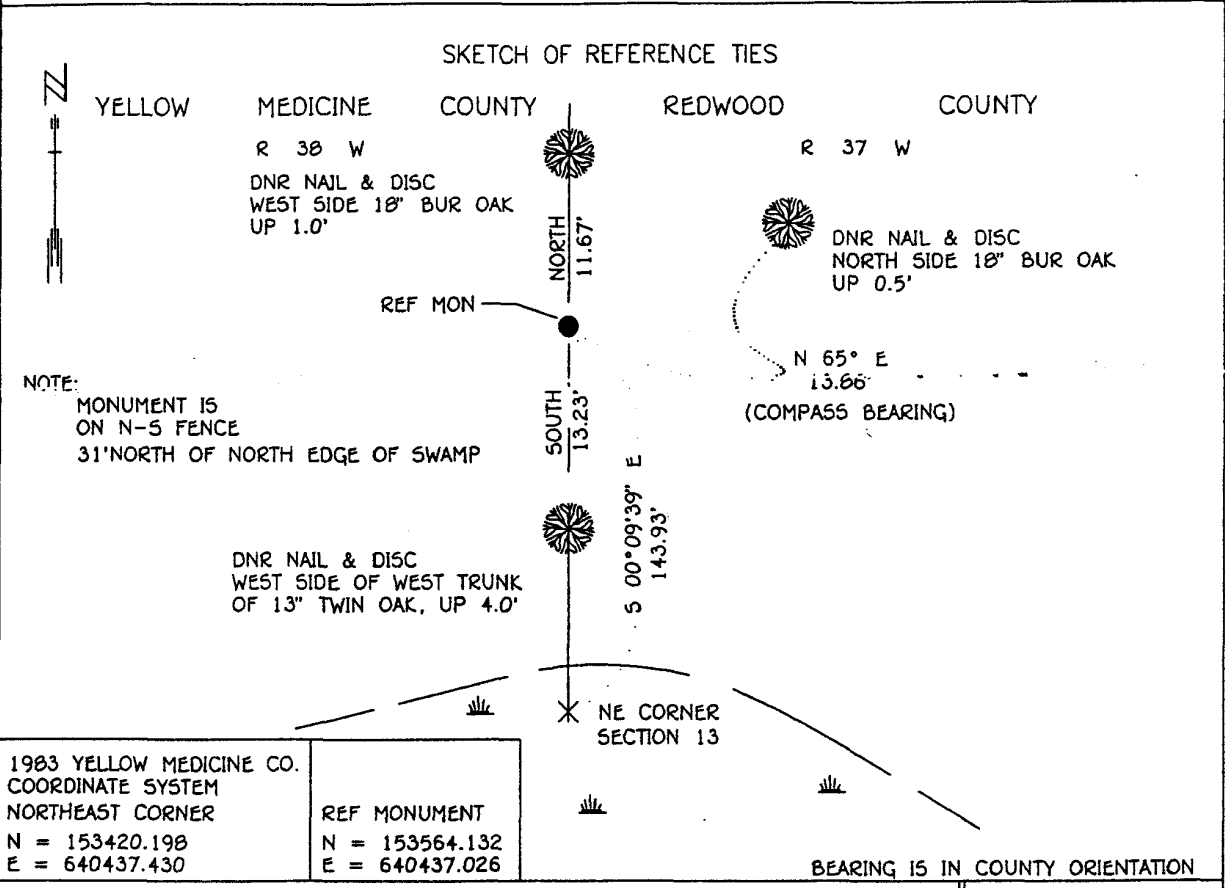 SKETCH OF REFERENCE TIES
N
YELLOW MEDICINE COUNTY
REDWOOD COUNTY
R 38 W
R 37 W
DNR NAIL & DISC
WEST SIDE 18" BUR OAK
UP 1.0'
NORTH
11.67'
DNR NAIL & DISC
NORTH SIDE 18" BUR OAK
UP 0.5'
REF MON
N 65° E
13.66'
(COMPASS BEARING)
NOTE:
MONUMENT IS
ON N-S FENCE
31'NORTH OF NORTH EDGE OF SWAMP
SOUTH
13.23'
S 00°09'39" E
143.93'
DNR NAIL & DISC
WEST SIDE OF WEST TRUNK
OF 13" TWIN OAK, UP 4.0'
NE CORNER
SECTION 13
1983 YELLOW MEDICINE CO.
COORDINATE SYSTEM
NORTHEAST CORNER
N = 153420.198
E = 640437.430
REF MONUMENT
N = 153564.132
E = 640437.026
BEARING IS IN COUNTY ORIENTATION